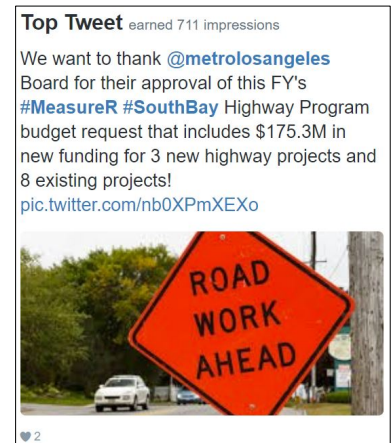 Top Tweet earned 711 impressions
We want to thank @metrolosangeles
Board for their approval of this FY's
#MeasureR #SouthBay Highway Program
budget request that includes $175.3M in
new funding for 3 new highway projects and
8 existing projects!
pic.twitter.com/nb0XPmXEXo
ROAD
WORK
AHEAD
2